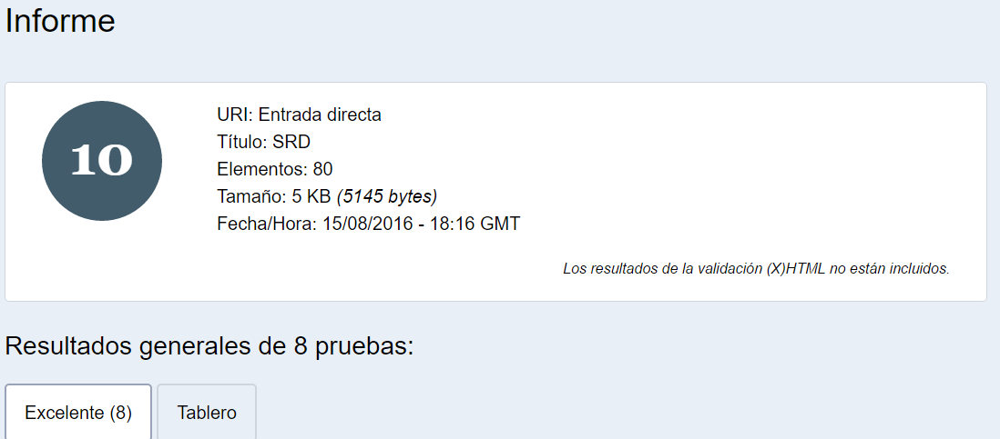 Informe
10
URI: Entrada directa
Título: SRD
Elementos: 80
Tamaño: 5 KB (5145 bytes)
Fecha/Hora: 15/08/2016 - 18:16 GMT
Los resultados de la validación (X)HTML no están incluidos.
Resultados generales de 8 pruebas:
Excelente (8)
Tablero